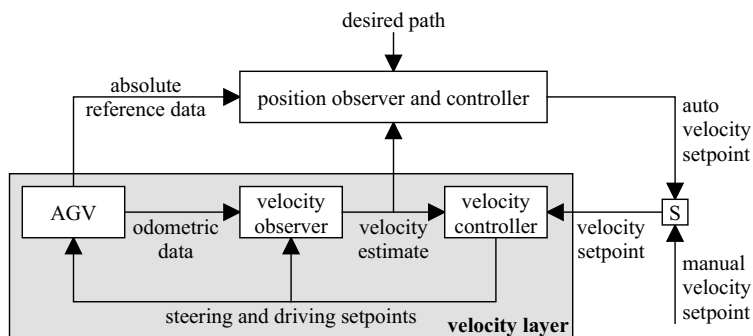 desired path
absolute
reference data
position observer and controller
auto
velocity
setpoint
AGV
odometric
data
velocity
observer
velocity
estimate
velocity
controller
velocity
setpoint
S
manual
velocity
setpoint
steering and driving setpoints
velocity layer